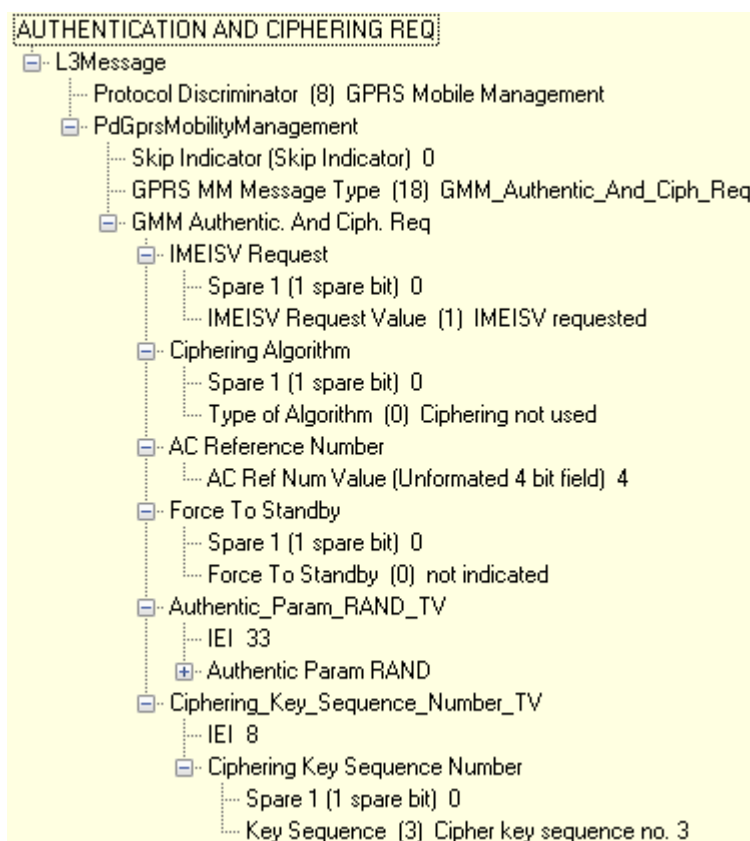 AUTHENTICATION AND CIPHERING REQ
L3Message
Protocol Discriminator (8) GPRS Mobile Management
PdGprsMobilityManagement
Skip Indicator (Skip Indicator) 0
GPRS MM Message Type (18) GMM_Authentic_And_Ciph_Req
GMM Authentic. And Ciph. Req
IMEISV Request
Spare 1 (1 spare bit) 0
IMEISV Request Value (1) IMEISV requested
Ciphering Algorithm
Spare 1 (1 spare bit) 0
Type of Algorithm (0) Ciphering not used
AC Reference Number
AC Ref Num Value (Unformated 4 bit field) 4
Force To Standby
Spare 1 (1 spare bit) 0
Force To Standby (0) not indicated
Authentic_Param_RAND_TV
IEI 33
Authentic Param RAND
Ciphering_Key_Sequence_Number_TV
IEI 8
Ciphering Key Sequence Number
Spare 1 (1 spare bit) 0
Key Sequence (3) Cipher key sequence no. 3